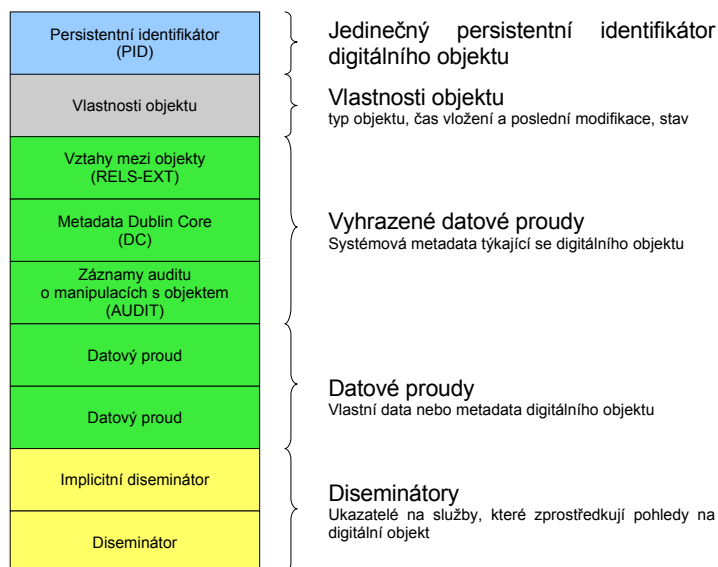 Persistentní identifikátor
(PID)
Jedinečný persistentní identifikátor
digitálního objektu
Vlastnosti objektu
Vlastnosti objektu
typ objektu, čas vložení a poslední modifikace, stav
Vztahy mezi objekty
(RELS-EXT)
Metadata Dublin Core
(DC)
Záznamy auditu
o manipulacích s objektem
(AUDIT)
Vyhrazené datové proudy
Systémová metadata týkající se digitálního objektu
Datový proud
Datový proud
Datové proudy
Vlastní data nebo metadata digitálního objektu
Implicitní diseminátor
Diseminátor
Diseminátory
Ukazatelé na služby, které zprostředkují pohledy na
digitální objekt